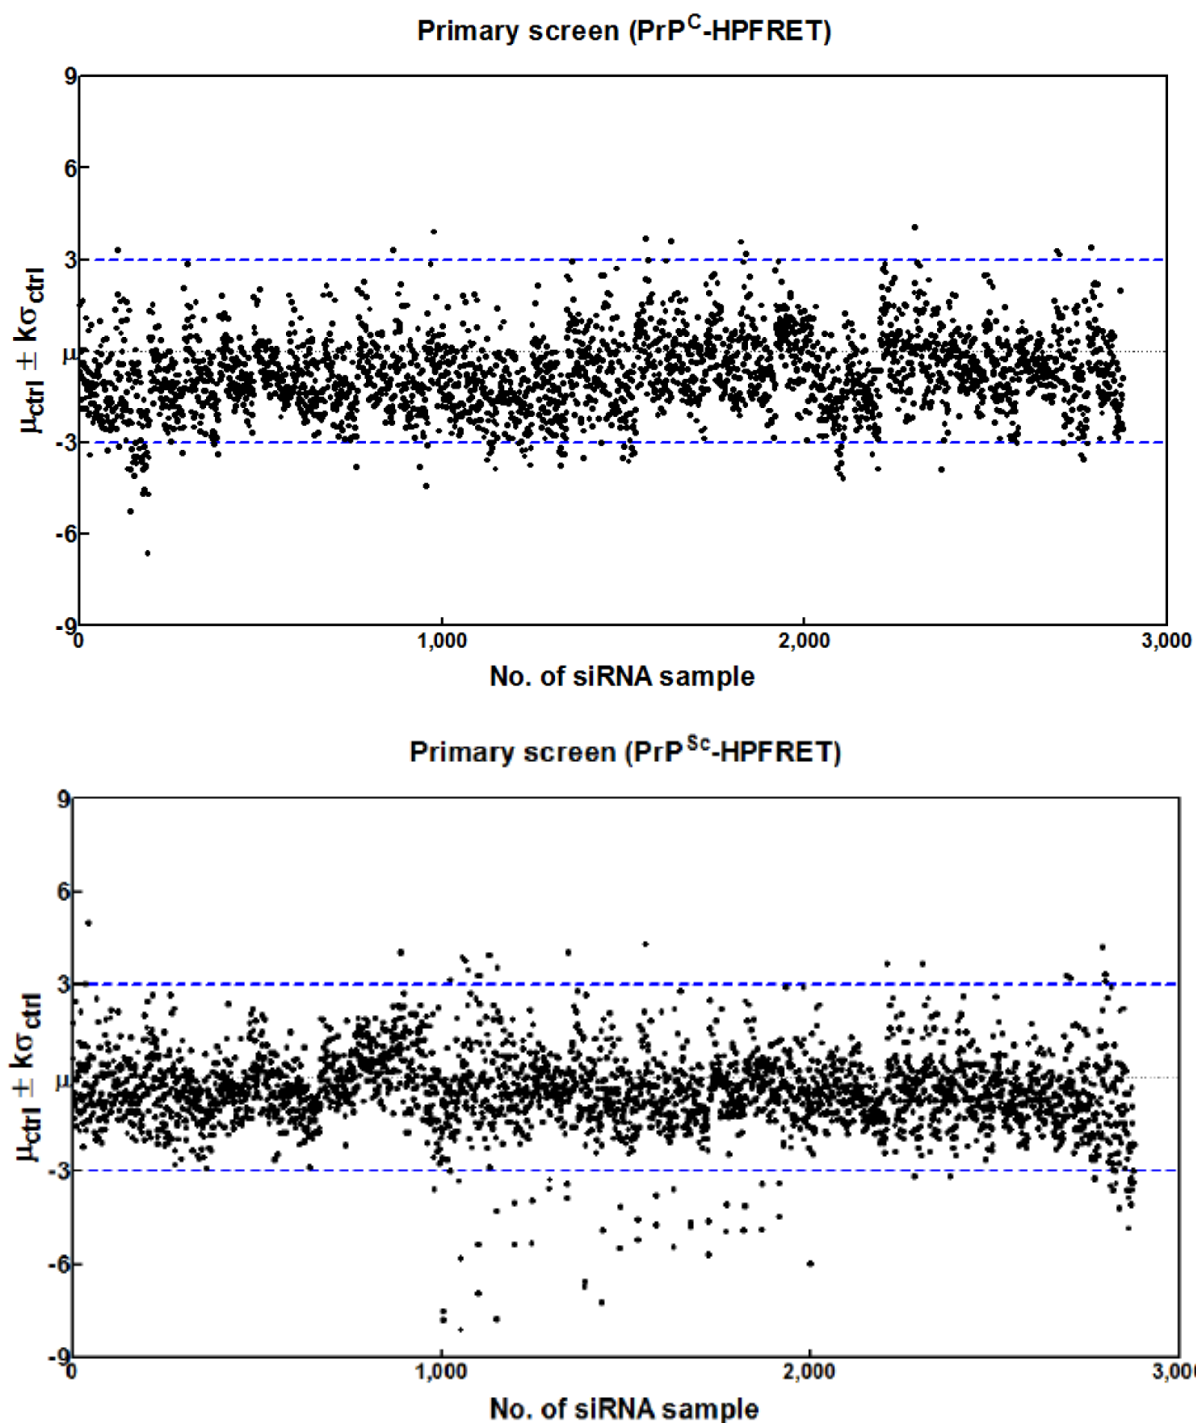 Primary screen (PrP^C-HPFRET)
9
6
3
μ
-3
-6
-9
μctrl ± kσctrl
0
1,000
2,000
3,000
No. of siRNA sample
Primary screen (PrP^Sc-HPFRET)
9
6
3
μ
-3
-6
-9
μctrl ± kσctrl
0
1,000
2,000
3,000
No. of siRNA sample